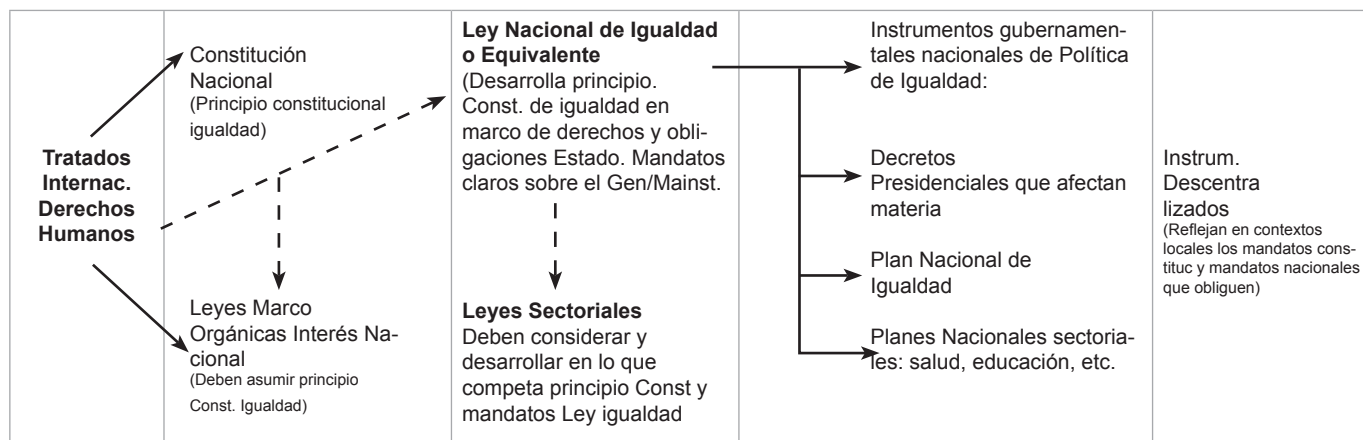 Tratados
Internac.
Derechos
Humanos
Constitución
Nacional
(Principio constitucional
igualdad)
Leyes Marco
Orgánicas Interés Na-
cional
(Deben asumir principio
Const. Igualdad)
Ley Nacional de Igualdad
o Equivalente
(Desarrolla principio.
Const. de igualdad en
marco de derechos y obli-
gaciones Estado. Mandatos
claros sobre el Gen/Mainst.
Leyes Sectoriales
Deben considerar y
desarrollar en lo que
competa principio Const y
mandatos Ley igualdad
Instrumentos gubernamen-
tales nacionales de Política
de Igualdad:
Decretos
Presidenciales que afectan
materia
Plan Nacional de
Igualdad
Planes Nacionales sectoria-
les: salud, educación, etc.
Instrum.
Descentra
lizados
(Reflejan en contextos
locales los mandatos cons-
tituc y mandatos nacionales
que obliguen)